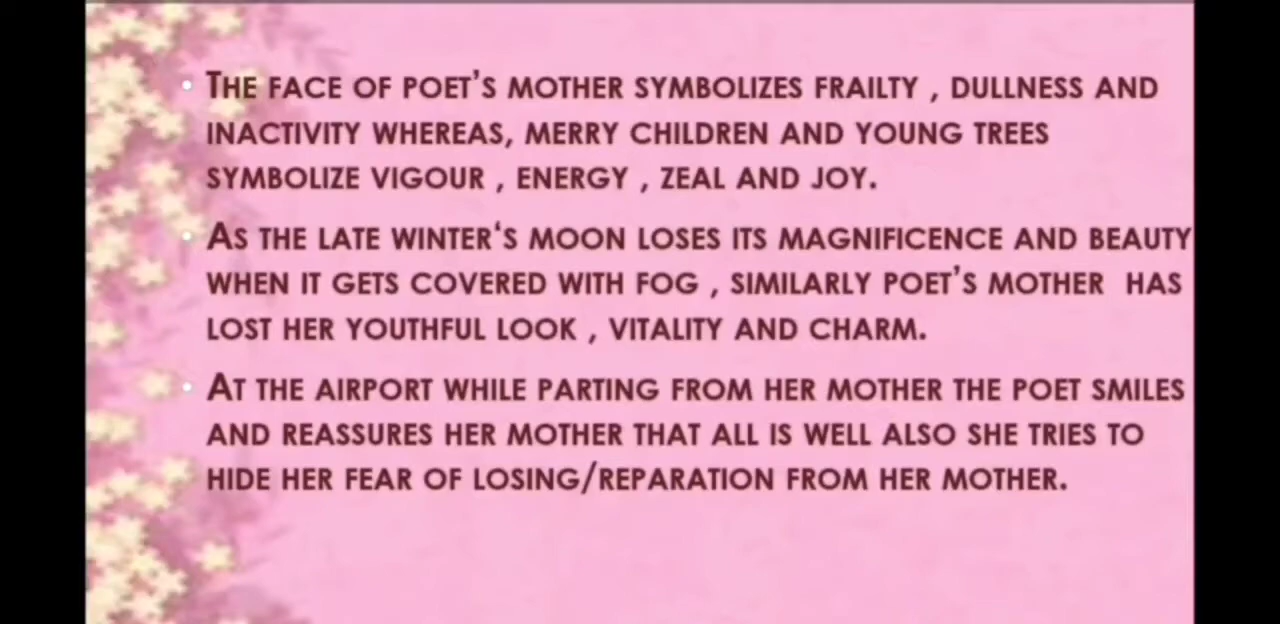 • The face of poet's mother symbolizes frailty , dullness and
inactivity whereas, merry children and young trees
symbolize vigour , energy , zeal and joy.
• As the late winter‘s moon loses its magnificence and beauty
when it gets covered with fog , similarly poet's mother has
lost her youthful look , vitality and charm.
• At the airport while parting from her mother the poet smiles
and reassures her mother that all is well also she tries to
hide her fear of losing/reparation from her mother.